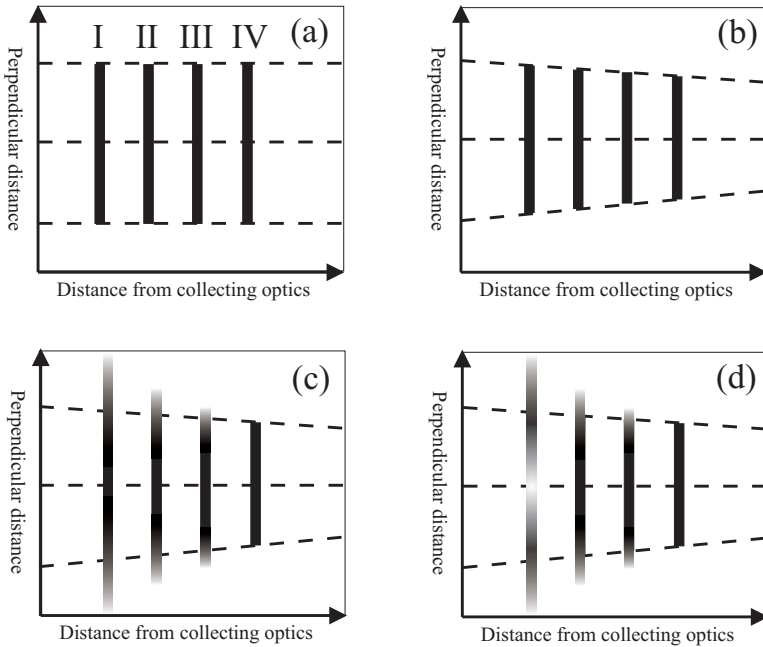 (a)
I II III IV
Perpendicular distance
Distance from collecting optics
(b)
Perpendicular distance
Distance from collecting optics
(c)
Perpendicular distance
Distance from collecting optics
(d)
Perpendicular distance
Distance from collecting optics